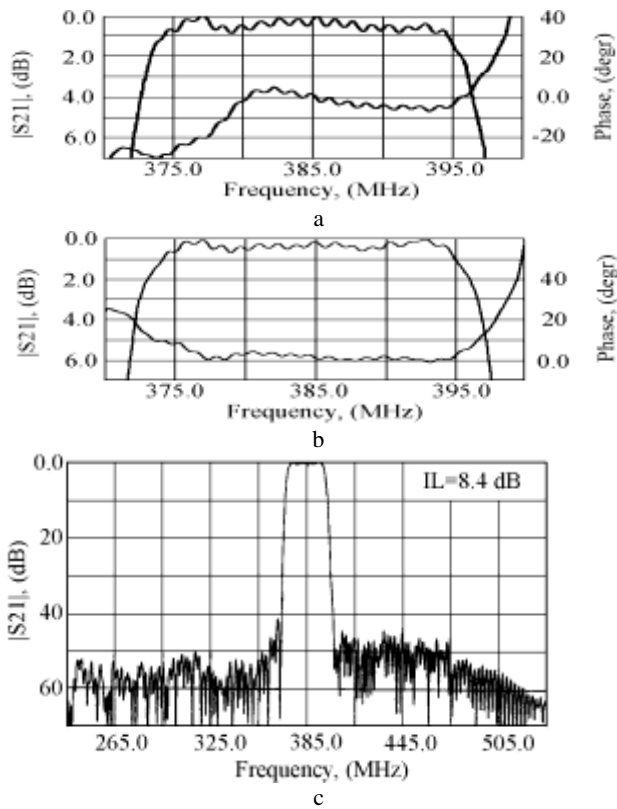 0.0
2.0
4.0
6.0
|S21|, (dB)
40
20
0.0
-20
Phase, (degr)
375.0 385.0 395.0
Frequency, (MHz)
a
0.0
2.0
4.0
6.0
|S21|, (dB)
40
20
0.0
Phase, (degr)
375.0 385.0 395.0
Frequency, (MHz)
b
0.0
20
40
60
|S21|, (dB)
IL=8.4 dB
265.0 325.0 385.0 445.0 505.0
Frequency, (MHz)
c